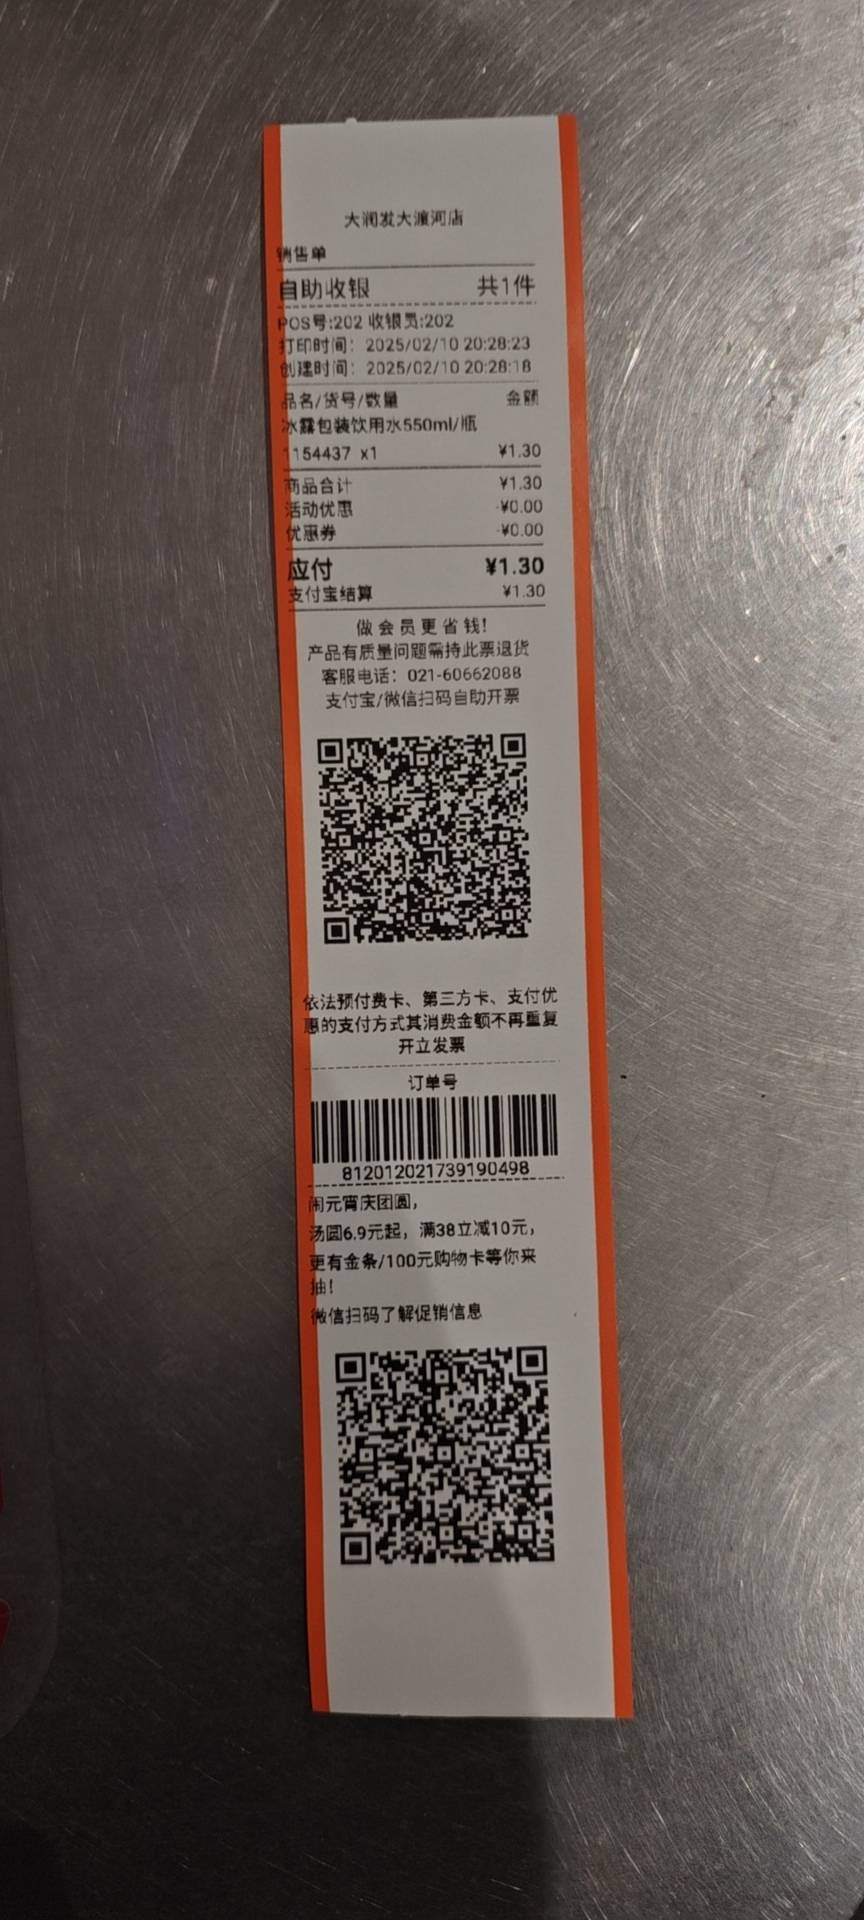 大润发大渡河店
销售单
自助收银 共1件
POS号:202 收银员:202
打印时间: 2025/02/10 20:28:23
创建时间: 2025/02/10 20:28:18
品名/货号/数量 金额
冰露包装饮用水550ml/瓶
1154437 x1 ¥1.30
商品合计 ¥1.30
活动优惠 -¥0.00
优惠券 -¥0.00
应付 ¥1.30
支付宝结算 ¥1.30
做会员更省钱!
产品有质量问题需持此票退货
客服电话: 021-60662088
支付宝/微信扫码自助开票
依法预付费卡、第三方卡、支付优
惠的支付方式其消费金额不再重复
开立发票
订单号
812012021739190498
闹元宵庆团圆,
汤圆6.9元起, 满38立减10元,
更有金条/100元购物卡等你来
抽!
微信扫码了解促销信息